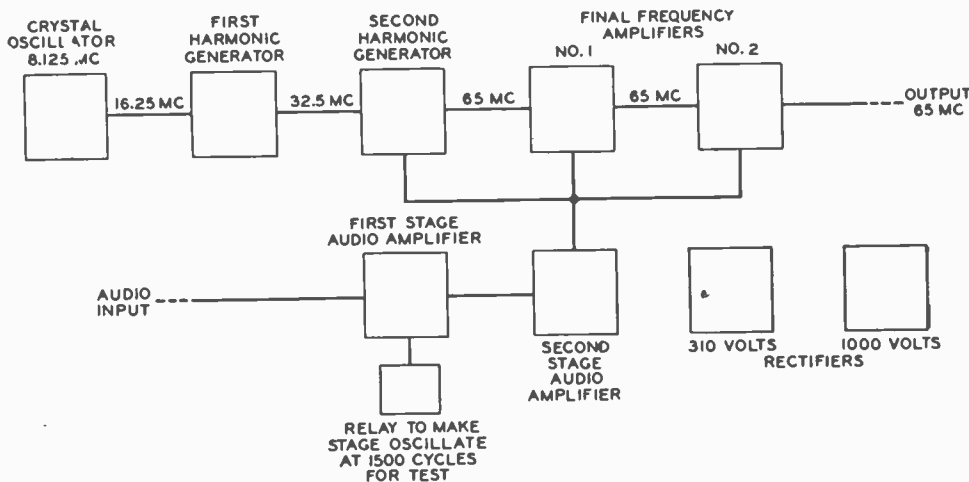 CRYSTAL
OSCILLATOR
8.125 MC
FIRST
HARMONIC
GENERATOR
SECOND
HARMONIC
GENERATOR
FINAL FREQUENCY
AMPLIFIERS
NO. 1
NO. 2
16.25 MC
32.5 MC
65 MC
65 MC
OUTPUT
65 MC
FIRST STAGE
AUDIO AMPLIFIER
AUDIO
INPUT
SECOND
STAGE
AUDIO
AMPLIFIER
310 VOLTS
1000 VOLTS
RECTIFIERS
RELAY TO MAKE
STAGE OSCILLATE
AT 1500 CYCLES
FOR TEST